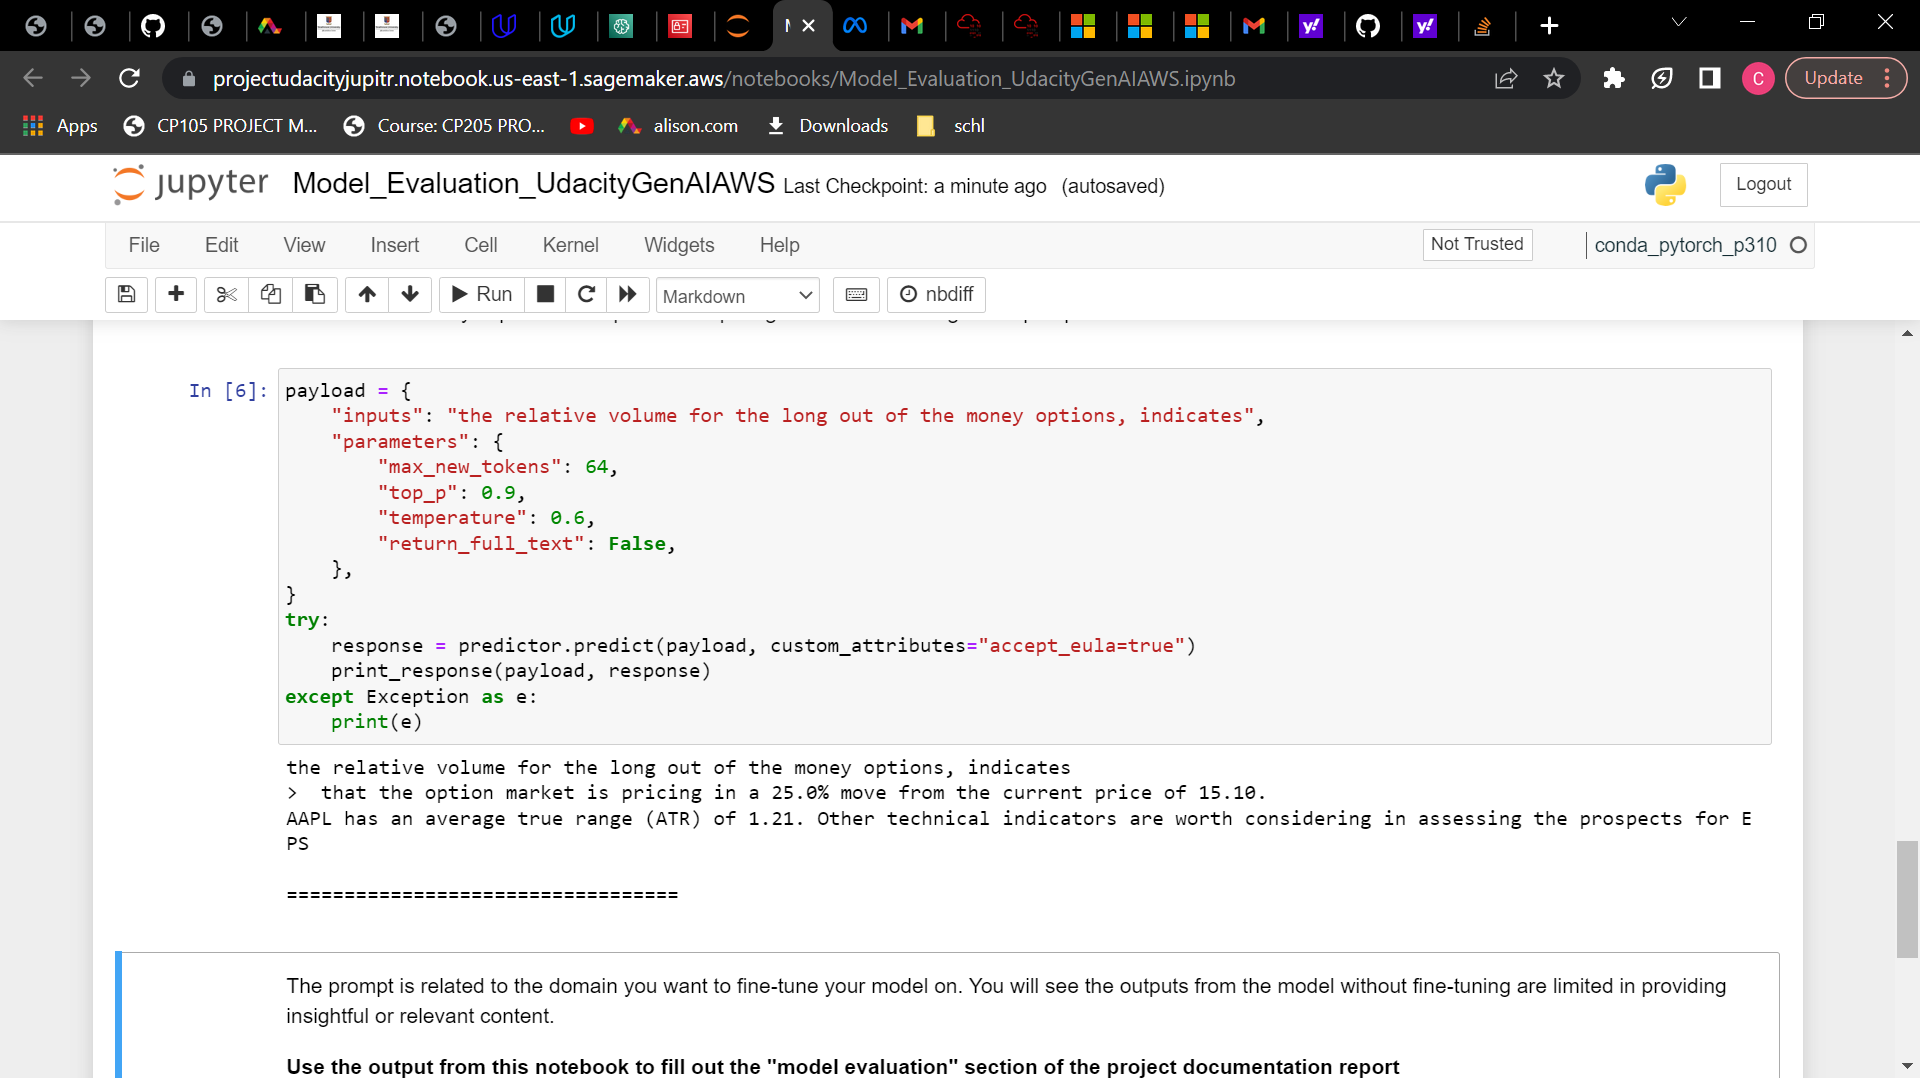 projectudacityjupitr.notebook.us-east-1.sagemaker.aws/notebooks/Model_Evaluation_UdacityGenAIAWS.ipynb
C
Update
Apps
CP105 PROJECT M...
Course: CP205 PRO...
alison.com
Downloads
schl
jupyter Model_Evaluation_UdacityGenAIAWS Last Checkpoint: a minute ago (autosaved)
Logout
File Edit View Insert Cell Kernel Widgets Help
Not Trusted
conda_pytorch_p310
Run
Markdown
nbdiff
In [6]:
payload = {
    "inputs": "the relative volume for the long out of the money options, indicates",
    "parameters": {
        "max_new_tokens": 64,
        "top_p": 0.9,
        "temperature": 0.6,
        "return_full_text": False,
    },
}
try:
    response = predictor.predict(payload, custom_attributes="accept_eula=true")
    print_response(payload, response)
except Exception as e:
    print(e)
the relative volume for the long out of the money options, indicates
>  that the option market is pricing in a 25.0% move from the current price of 15.10.
AAPL has an average true range (ATR) of 1.21. Other technical indicators are worth considering in assessing the prospects for E
PS
==================================
The prompt is related to the domain you want to fine-tune your model on. You will see the outputs from the model without fine-tuning are limited in providing
insightful or relevant content.
Use the output from this notebook to fill out the "model evaluation" section of the project documentation report